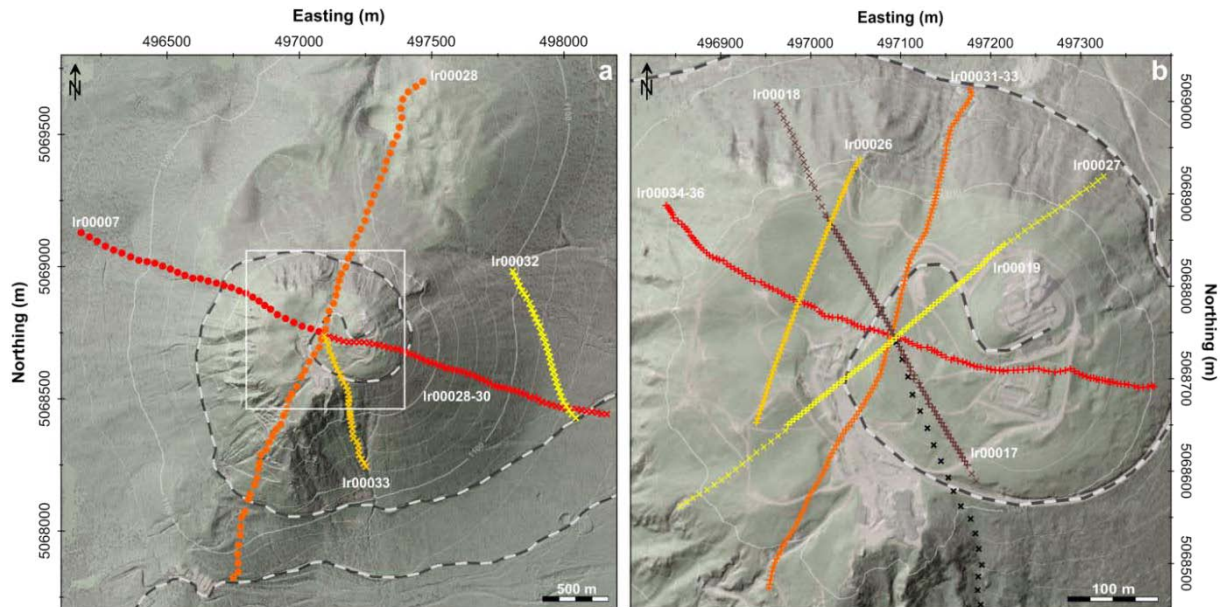 Easting (m)
496500 497000 497500 498000
a
N
lr00028
5069500
lr00007
lr00032
5069000
Northing (m)
5068500
lr00028-30
lr00033
5068000
500 m
Easting (m)
496900 497000 497100 497200 497300
b
N
lr00031-33
lr00018
5069000
lr00026
lr00027
lr00034-36
5068900
lr00019
5068800
Northing (m)
5068700
lr00017
5068600
5068500
100 m